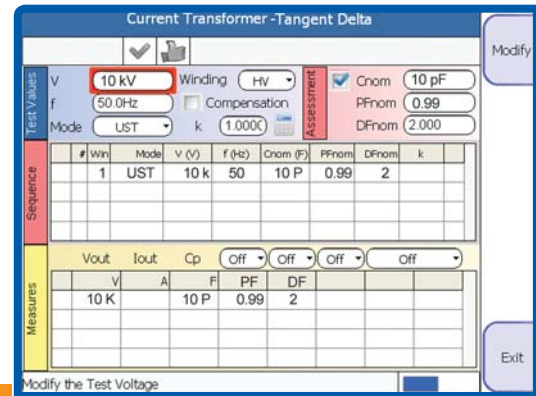 Current Transformer -Tangent Delta
Modify
Test Values
V 10 kV Winding HV
f 50.0Hz Compensation
Mode UST k 1.000
Assessment
Cnom 10 pF
PFnom 0.99
DFnom 2.000
Sequence
# Win Mode V (V) f (Hz) Cnom (F) PFnom DFnom k
1 UST 10 k 50 10 P 0.99 2
Measures
Vout Iout Cp Off Off Off Off
V A F PF DF
10 K 10 P 0.99 2
Exit
Modify the Test Voltage